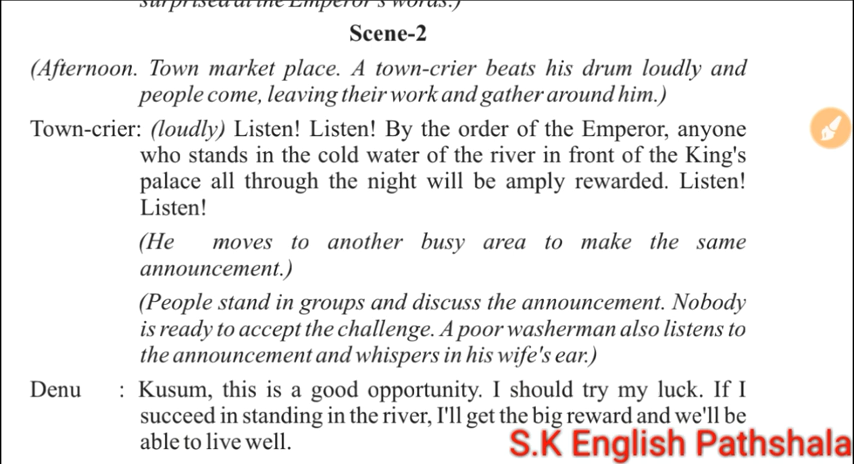 surprised at the Emperor's words.)
Scene-2
(Afternoon. Town market place. A town-crier beats his drum loudly and
people come, leaving their work and gather around him.)
Town-crier: (loudly) Listen! Listen! By the order of the Emperor, anyone
who stands in the cold water of the river in front of the King's
palace all through the night will be amply rewarded. Listen!
Listen!
(He moves to another busy area to make the same
announcement.)
(People stand in groups and discuss the announcement. Nobody
is ready to accept the challenge. A poor washerman also listens to
the announcement and whispers in his wife's ear.)
Denu : Kusum, this is a good opportunity. I should try my luck. If I
succeed in standing in the river, I'll get the big reward and we'll be
able to live well.
S.K English Pathshala